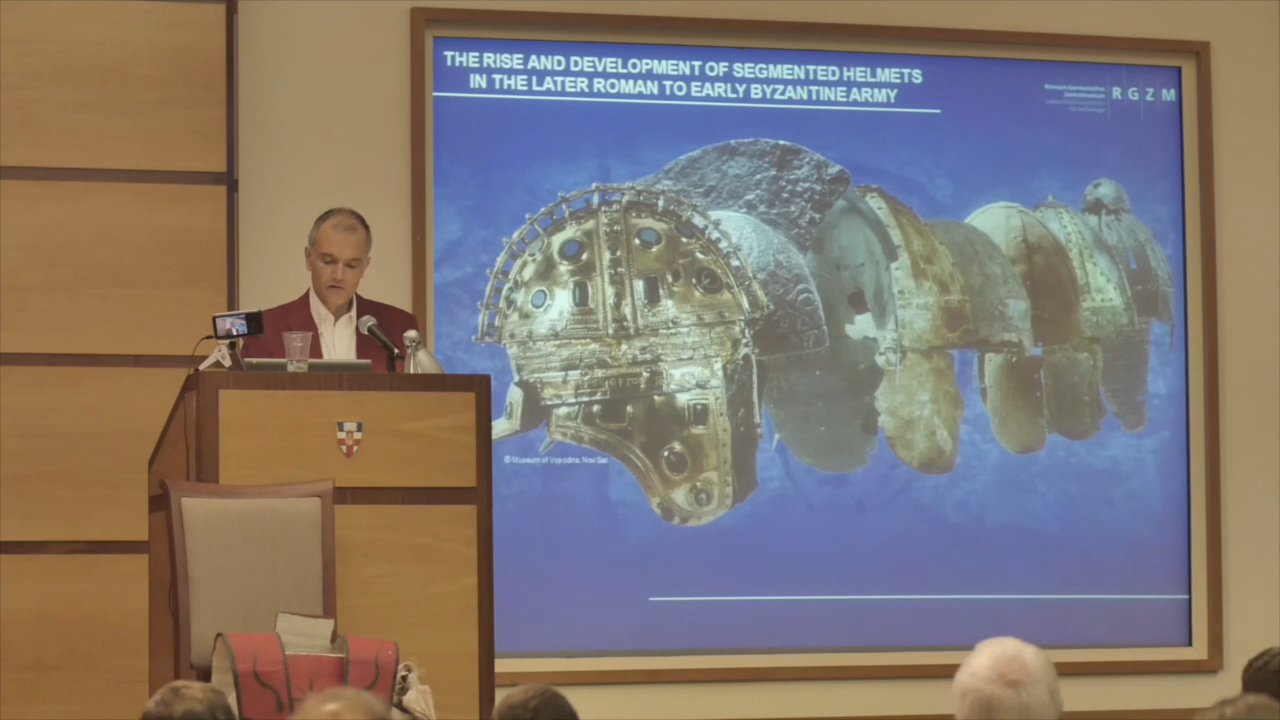 THE RISE AND DEVELOPMENT OF SEGMENTED HELMETS
IN THE LATER ROMAN TO EARLY BYZANTINE ARMY
R G Z M
© Museum of Voyvodina, Novi Sad